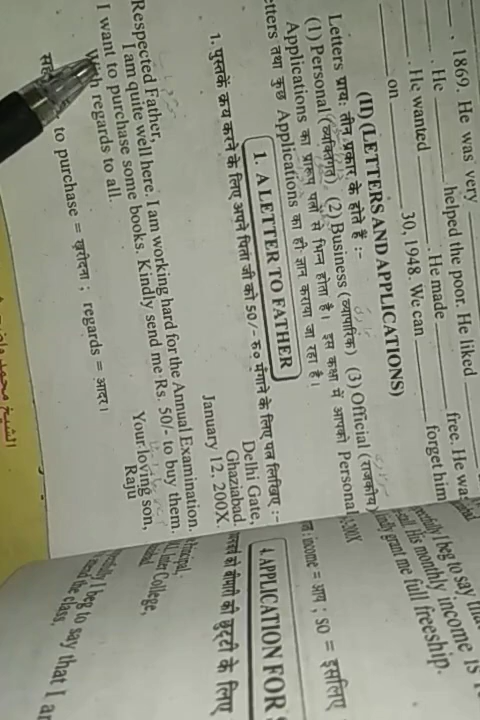 , 1869. He was very
He helped the poor. He liked
He wanted . He made free. He wa
on 30, 1948. We can forget him
(II) (LETTERS AND APPLICATIONS)
Letters प्रायः तीन प्रकार के होते हैं :-
(1) Personal (व्यक्तिगत) (2) Business (व्यापारिक) (3) Official (राजकीय)
Applications का प्रारूप पत्रों से भिन्न होता है। इस कक्षा में आपको Personal
etters तथा कुछ Applications का ही ज्ञान कराया जा रहा है।
1. A LETTER TO FATHER
1. पुस्तकें क्रय करने के लिए अपने पिता जी को 50/- रु० मँगाने के लिए पत्र लिखिए :-
Delhi Gate,
Ghaziabad.
January 12, 200X.
Respected Father,
I am quite well here. I am working hard for the Annual Examination.
I want to purchase some books. Kindly send me Rs. 50/- to buy them.
With regards to all.
Your loving son,
Raju
to purchase = खरीदना ; regards = आदर।
I beg to say
His monthly income is
grant me full freeship.
income = आय ; so = इसलिए
4. APPLICATION FOR S
की बीमारी की छुट्टी के लिए
Principal,
Inter College,
I beg to say that I am
the class,